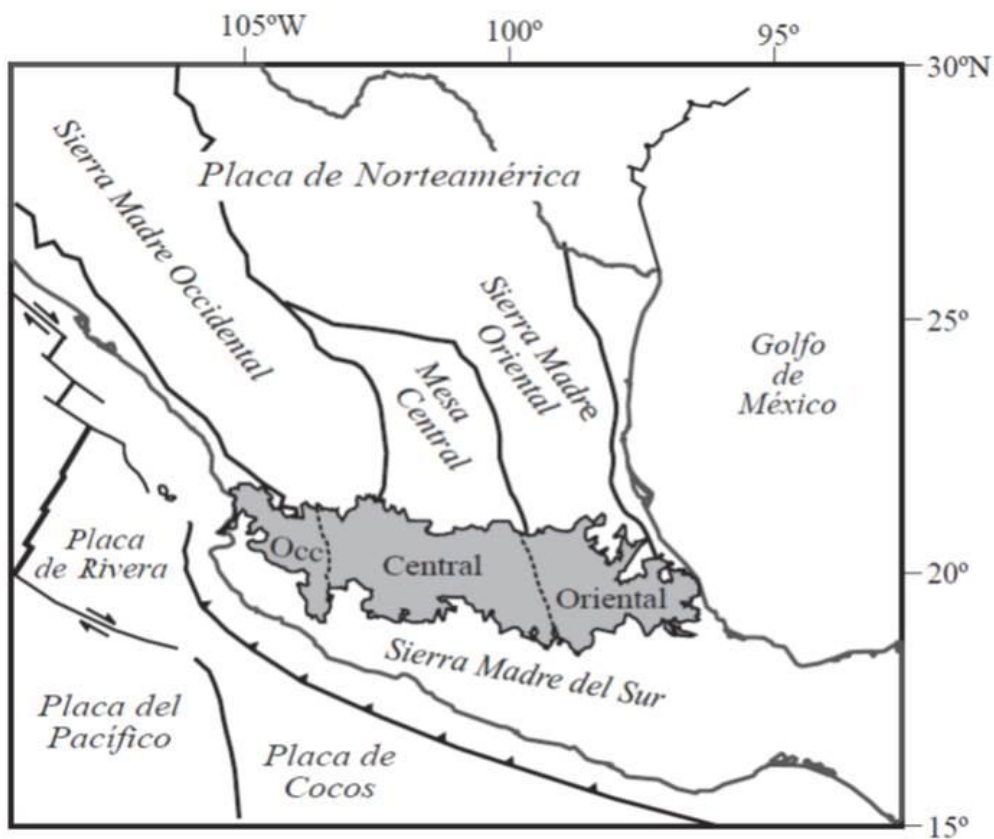 105ºW
100º
95º
30ºN
Sierra Madre Occidental
Placa de Norteamérica
Sierra Madre
Oriental
25º
Golfo
de
México
Mesa
Central
Placa
de Rivera
Occ
Central
Oriental
20º
Sierra Madre del Sur
Placa del
Pacífico
Placa de
Cocos
15º